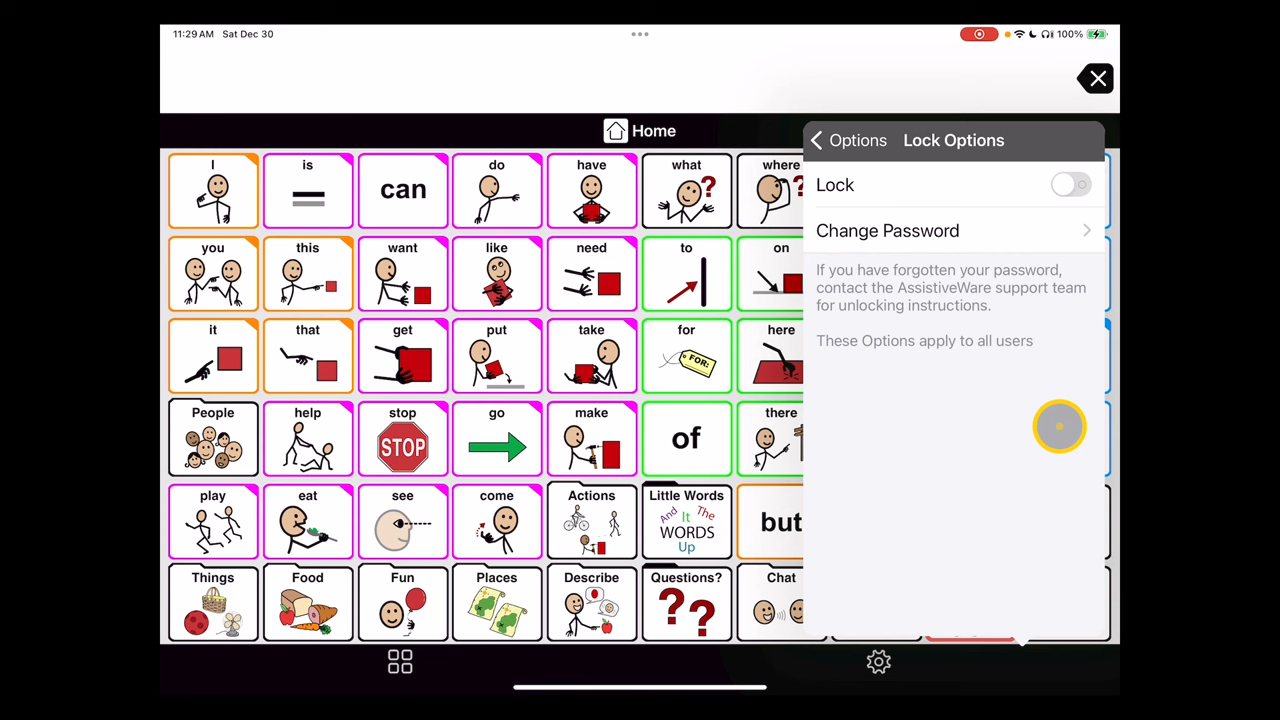 11:29 AM Sat Dec 30
100%
Home
Options Lock Options
Lock
Change Password
If you have forgotten your password,
contact the AssistiveWare support team
for unlocking instructions.
These Options apply to all users
I is can do have what where
you this want like need to on
it that get put take for here
FOR:
People help stop go make of there
STOP
play eat see come Actions Little Words but
And It The
WORDS
Up
Things Food Fun Places Describe Questions? Chat